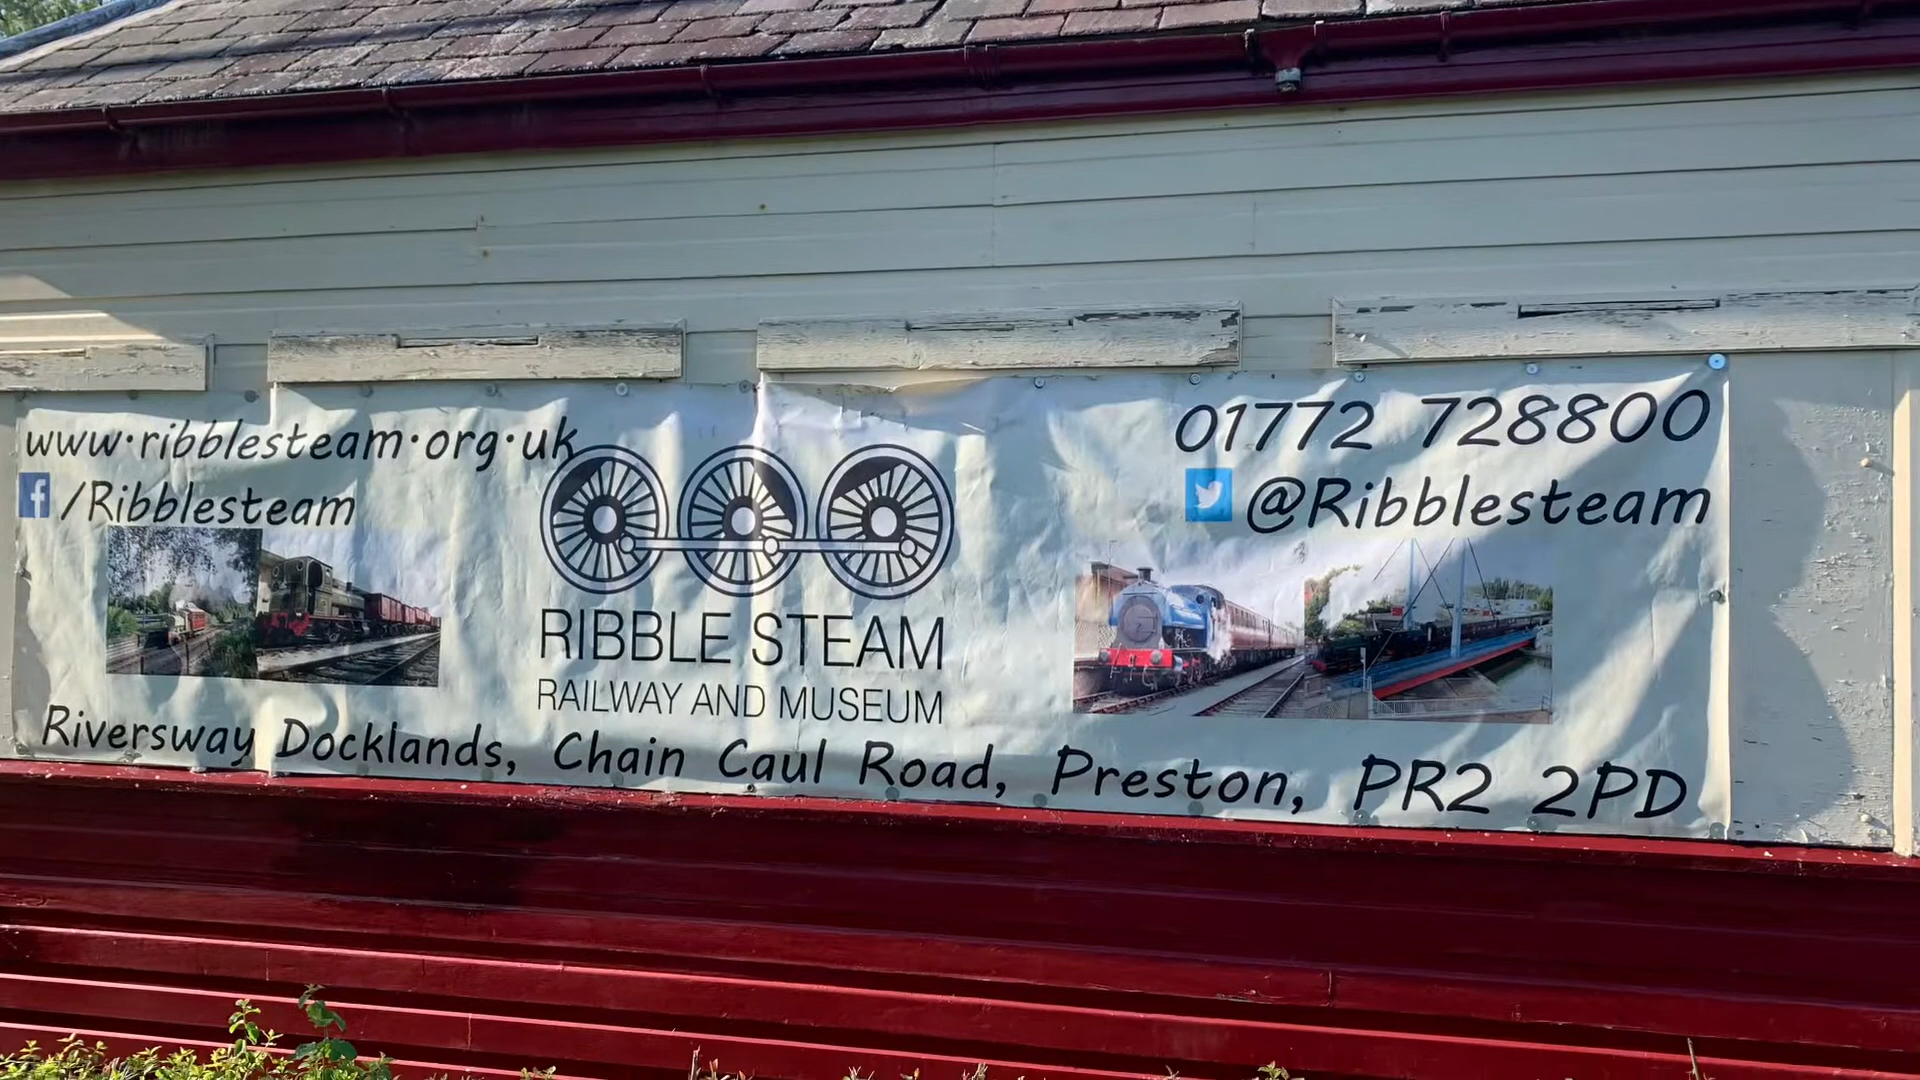 www.ribblesteam.org.uk
/Ribblesteam
01772 728800
@Ribblesteam
RIBBLE STEAM
RAILWAY AND MUSEUM
Riversway Docklands, Chain Caul Road, Preston, PR2 2PD